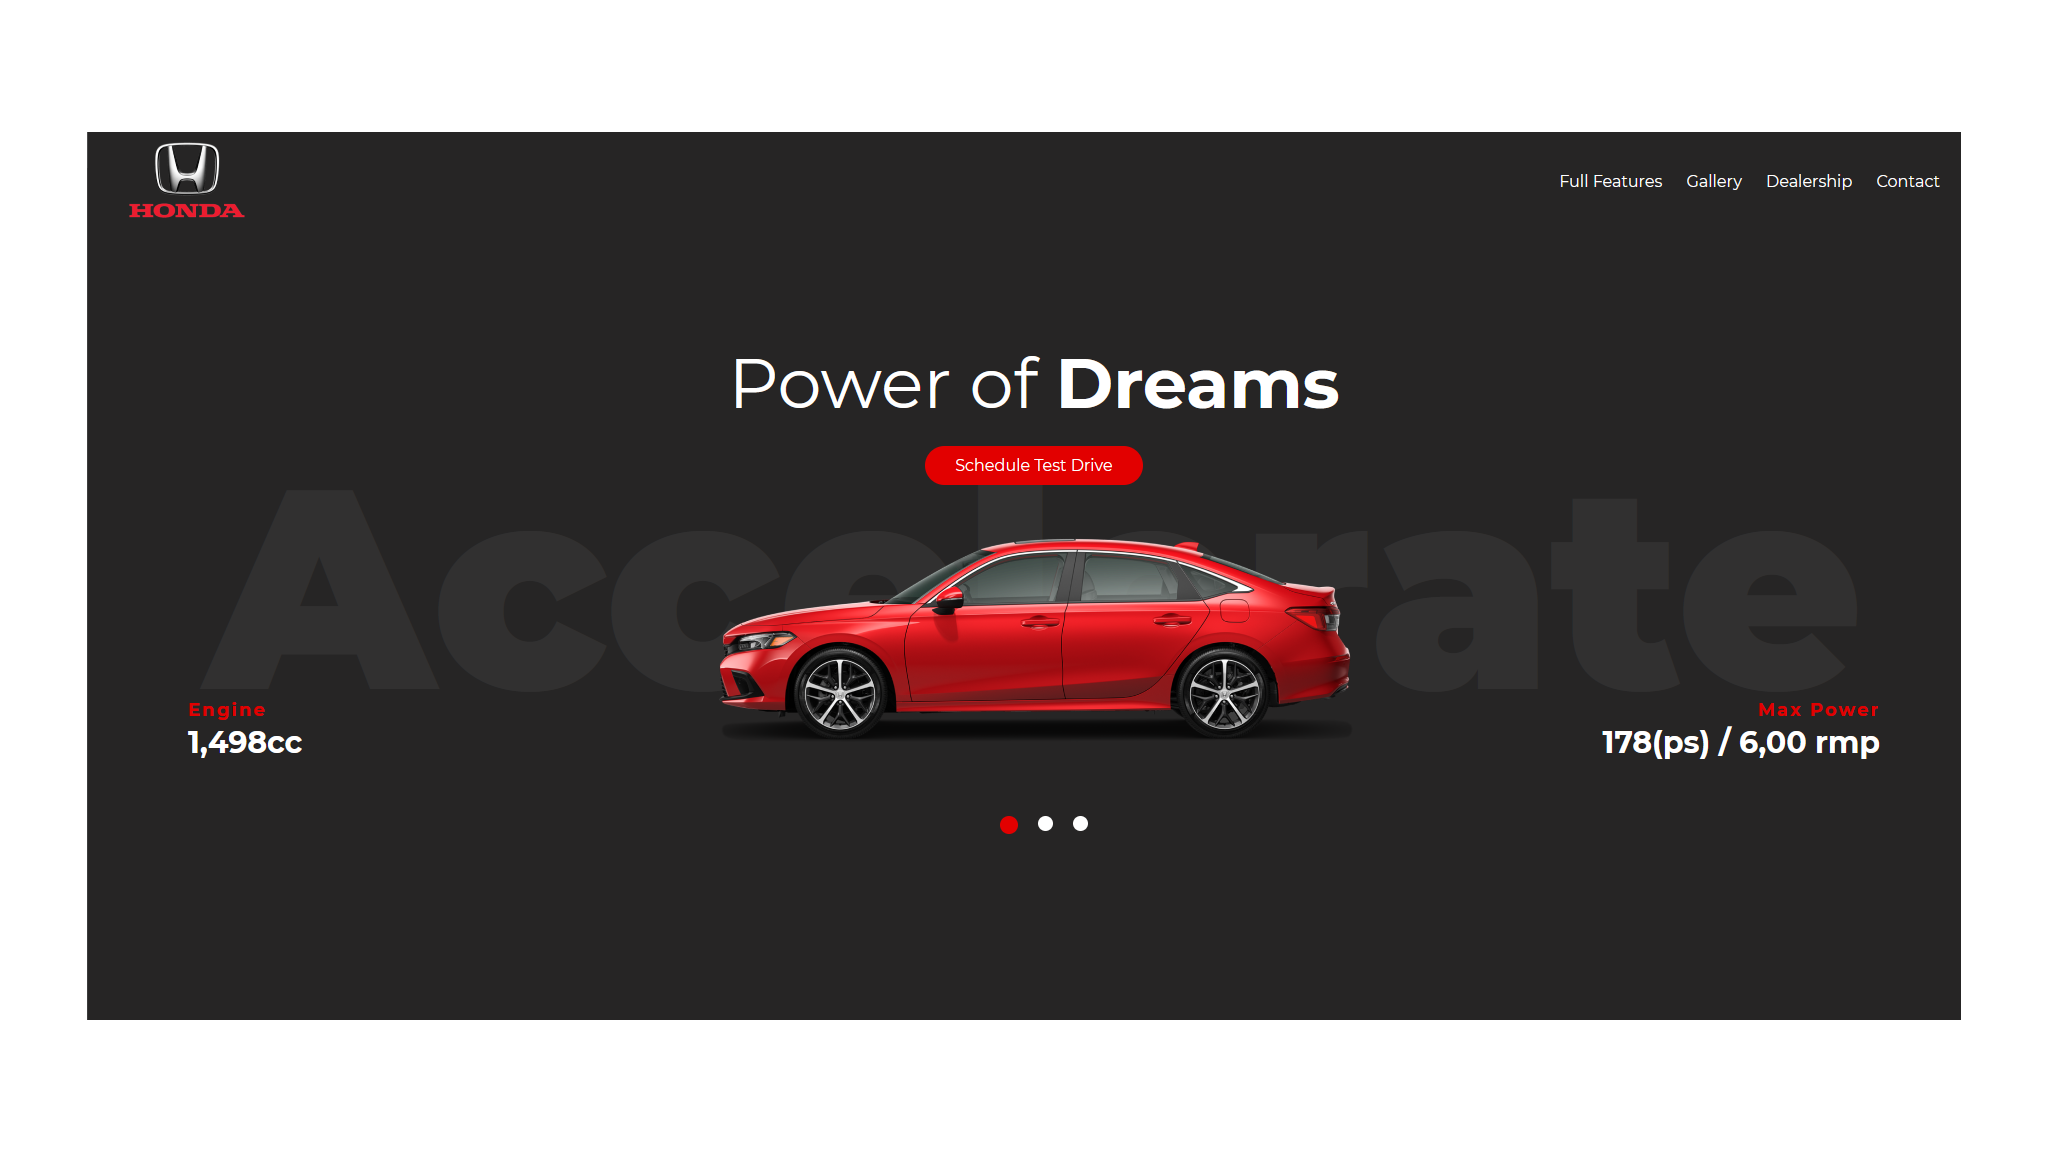 HONDA
Full Features Gallery Dealership Contact
Power of Dreams
Schedule Test Drive
Engine
1,498cc
Max Power
178(ps) / 6,00 rmp